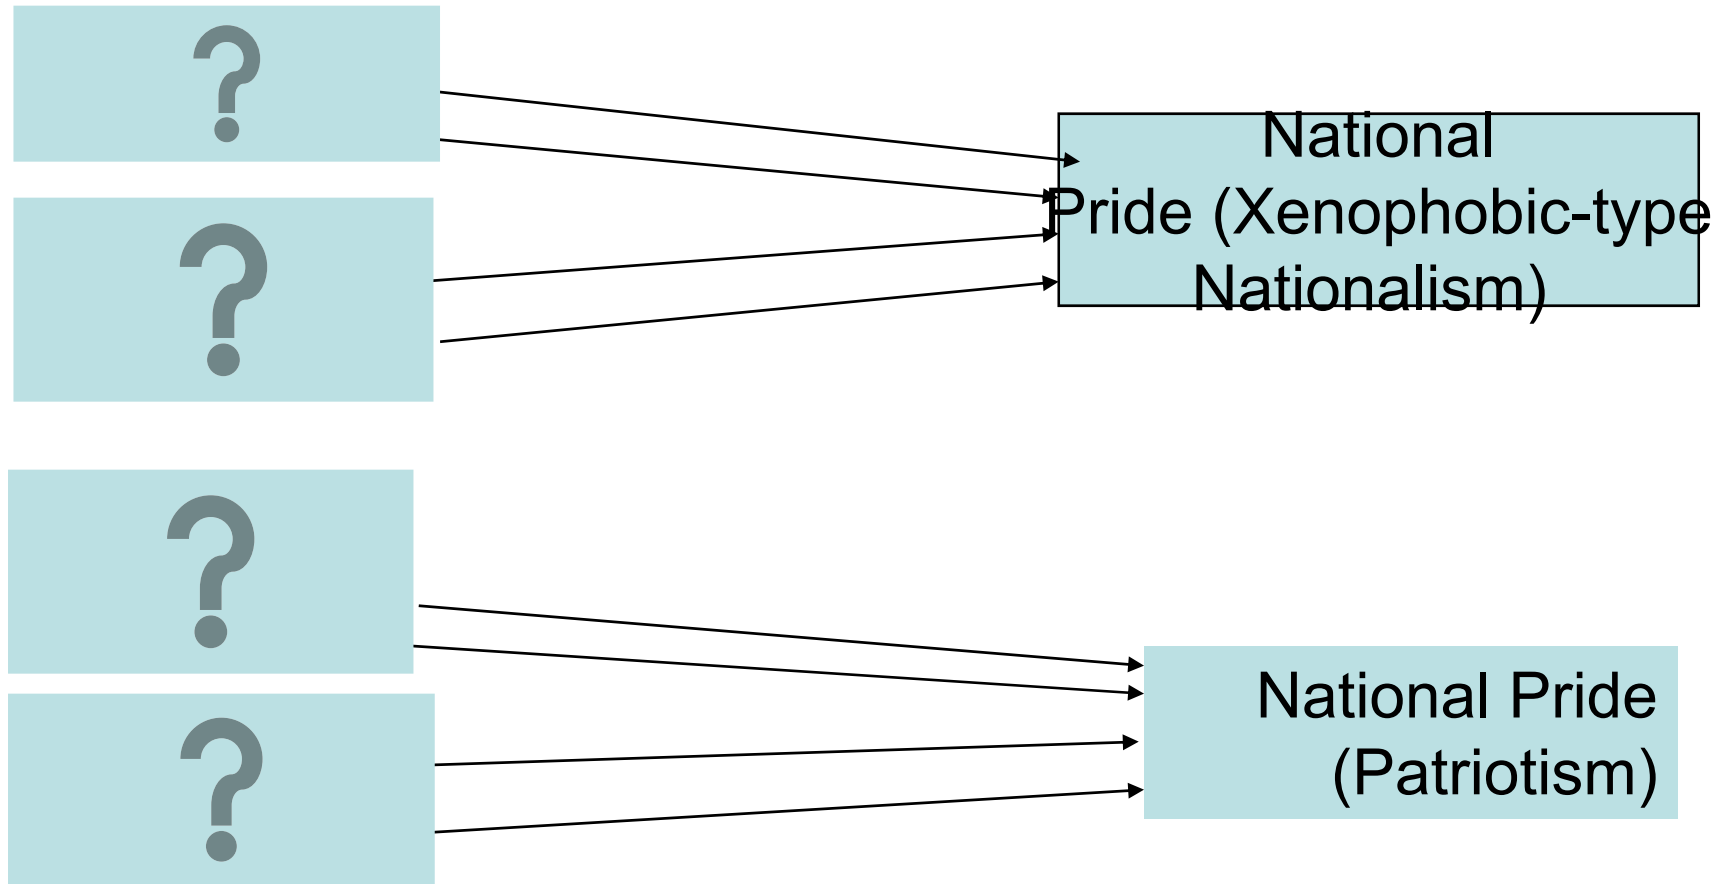 ?
National
Pride (Xenophobic-type
Nationalism)
?
?
National Pride
(Patriotism)
?